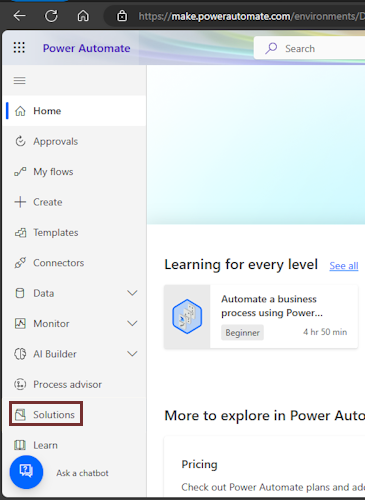 https://make.powerautomate.com/environments/D
Power Automate
Search
Home
Approvals
My flows
Create
Templates
Connectors
Data
Monitor
AI Builder
Process advisor
Solutions
Learn
Ask a chatbot
Learning for every level
See all
Automate a business
process using Power...
Beginner
4 hr 50 min
More to explore in Power Auto
Pricing
Check out Power Automate plans and add